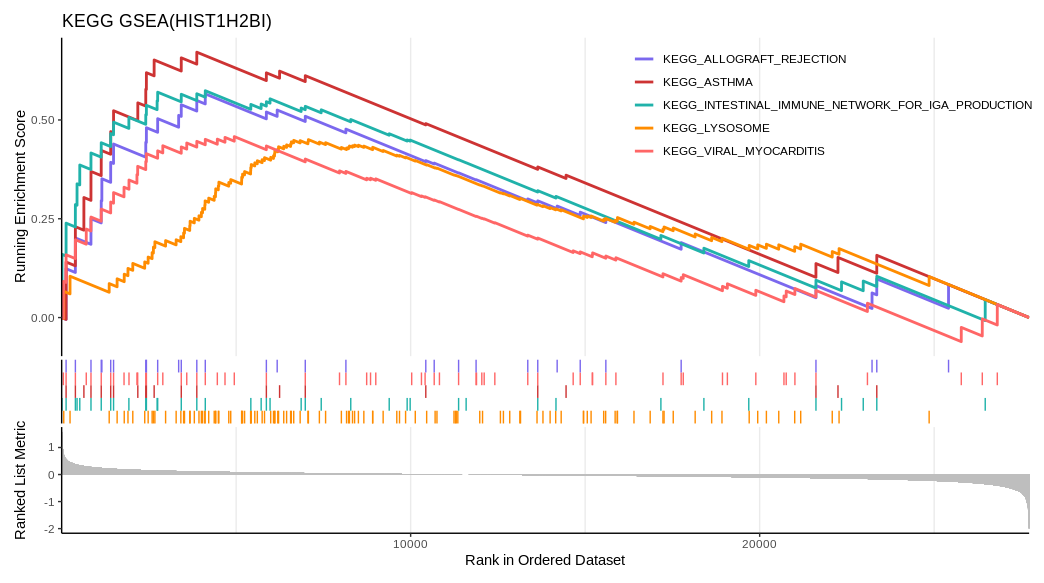 KEGG GSEA(HIST1H2BI)
KEGG_ALLOGRAFT_REJECTION
KEGG_ASTHMA
KEGG_INTESTINAL_IMMUNE_NETWORK_FOR_IGA_PRODUCTION
KEGG_LYSOSOME
KEGG_VIRAL_MYOCARDITIS
Running Enrichment Score
0.50
0.25
0.00
Ranked List Metric
1
0
-1
-2
10000
20000
Rank in Ordered Dataset